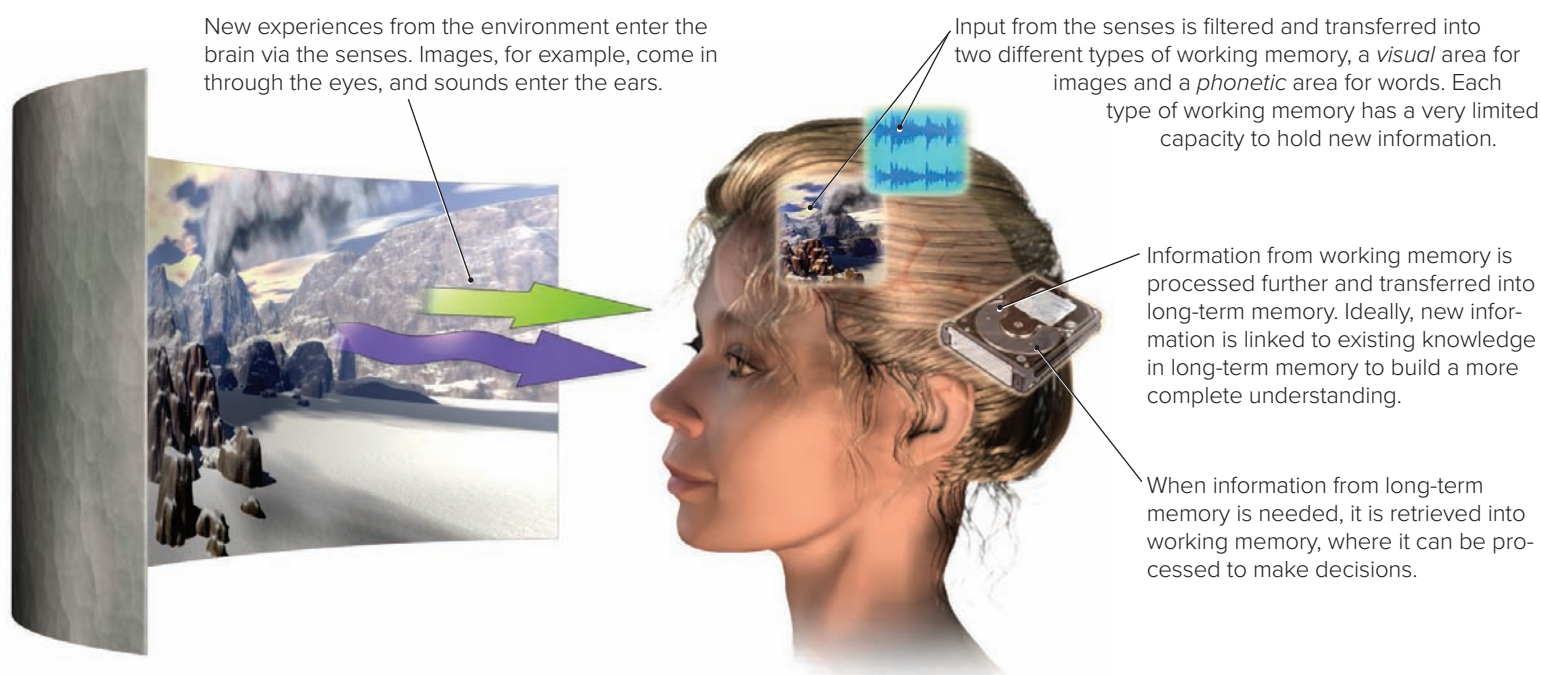 New experiences from the environment enter the
brain via the senses. Images, for example, come in
through the eyes, and sounds enter the ears.
Input from the senses is filtered and transferred into
two different types of working memory, a visual area for
images and a phonetic area for words. Each
type of working memory has a very limited
capacity to hold new information.
Information from working memory is
processed further and transferred into
long-term memory. Ideally, new infor-
mation is linked to existing knowledge
in long-term memory to build a more
complete understanding.
When information from long-term
memory is needed, it is retrieved into
working memory, where it can be pro-
cessed to make decisions.